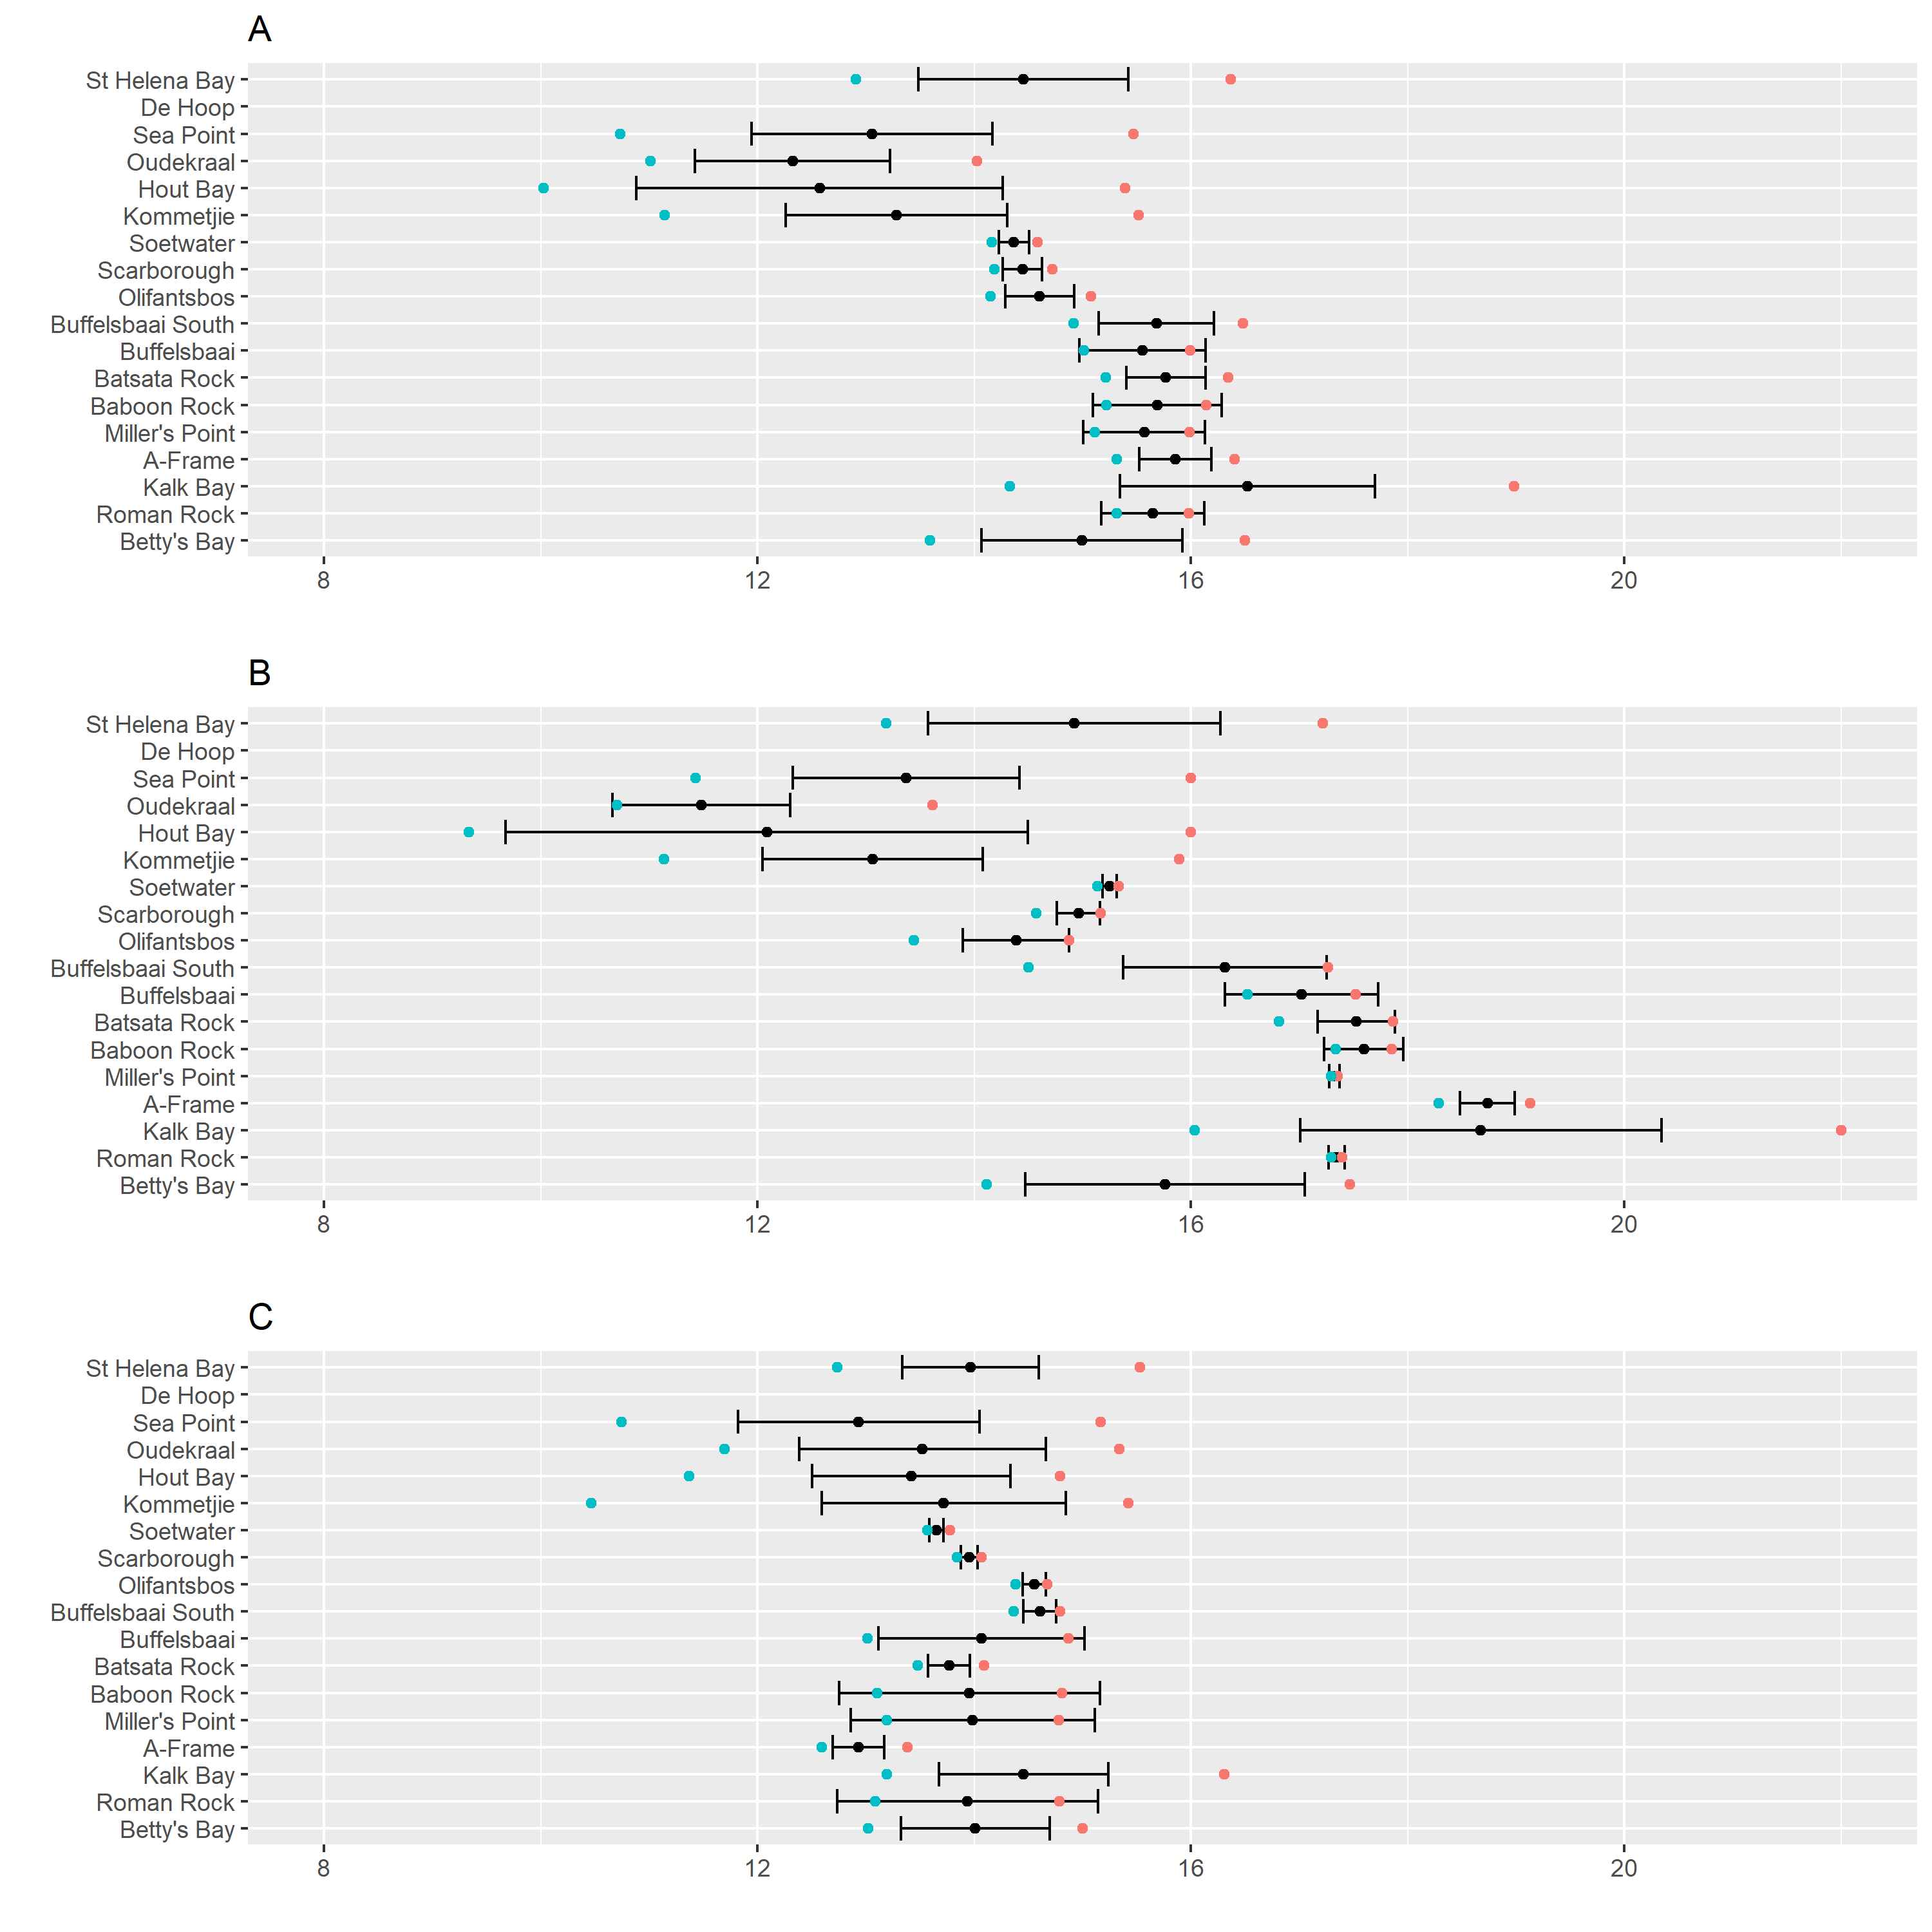 A
St Helena Bay
De Hoop
Sea Point
Oudekraal
Hout Bay
Kommetjie
Soetwater
Scarborough
Olifantsbos
Buffelsbaai South
Buffelsbaai
Batsata Rock
Baboon Rock
Miller's Point
A-Frame
Kalk Bay
Roman Rock
Betty's Bay
8 12 16 20
B
St Helena Bay
De Hoop
Sea Point
Oudekraal
Hout Bay
Kommetjie
Soetwater
Scarborough
Olifantsbos
Buffelsbaai South
Buffelsbaai
Batsata Rock
Baboon Rock
Miller's Point
A-Frame
Kalk Bay
Roman Rock
Betty's Bay
8 12 16 20
C
St Helena Bay
De Hoop
Sea Point
Oudekraal
Hout Bay
Kommetjie
Soetwater
Scarborough
Olifantsbos
Buffelsbaai South
Buffelsbaai
Batsata Rock
Baboon Rock
Miller's Point
A-Frame
Kalk Bay
Roman Rock
Betty's Bay
8 12 16 20